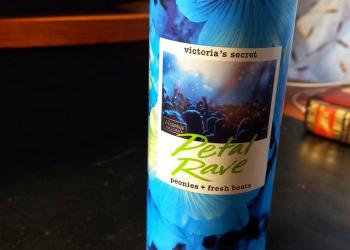 victoria's secret
Petal
Rave
peonies + fresh beats